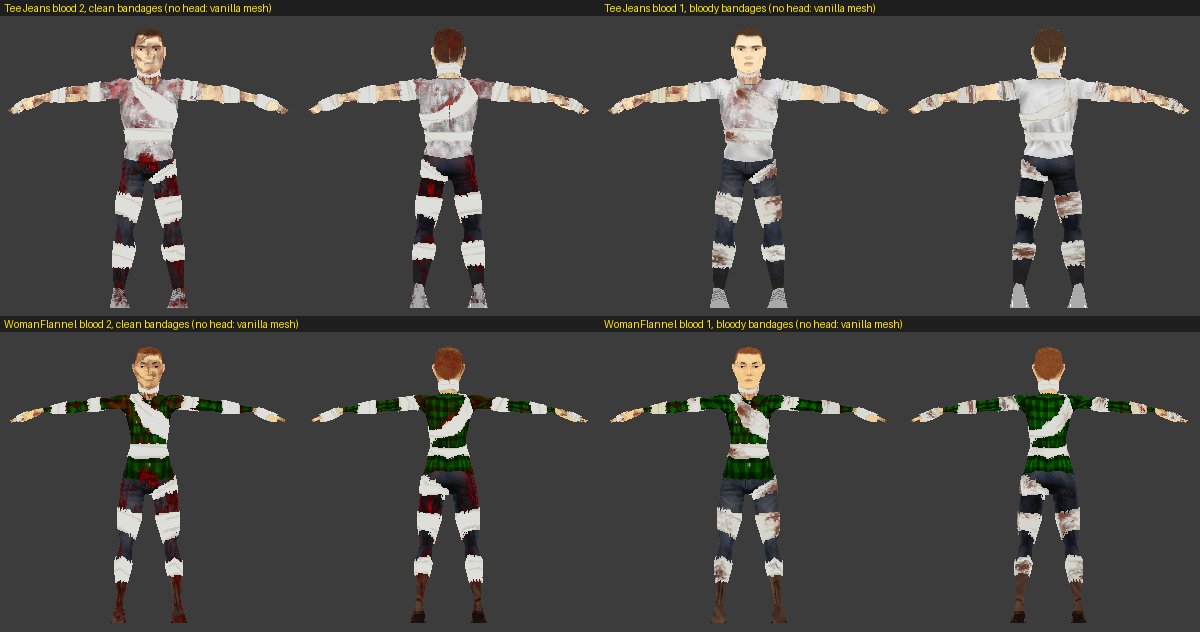 TeeJeans blood 2, clean bandages (no head: vanilla mesh)
TeeJeans blood 1, bloody bandages (no head: vanilla mesh)
WomanFlannel blood 2, clean bandages (no head: vanilla mesh)
WomanFlannel blood 1, bloody bandages (no head: vanilla mesh)